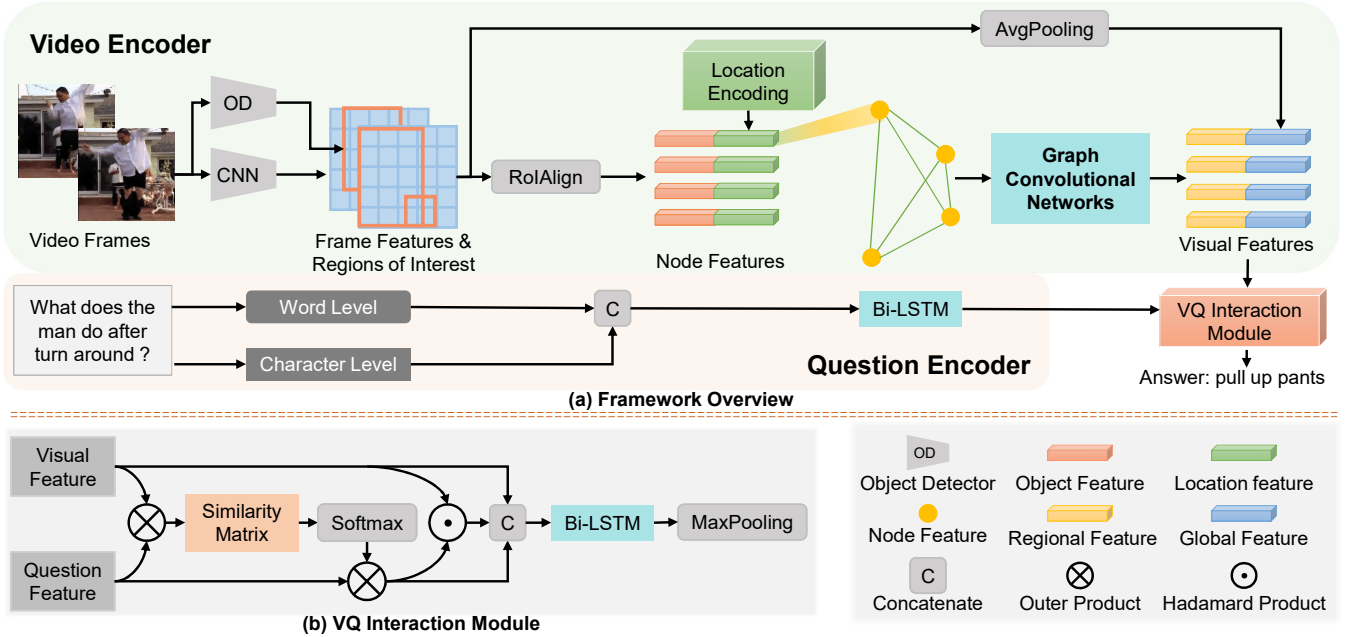 Video Encoder
AvgPooling
Location
Encoding
OD
CNN
RoIAlign
Graph
Convolutional
Networks
Video Frames
Frame Features &
Regions of Interest
Node Features
Visual Features
What does the
man do after
turn around ?
Word Level
Character Level
C
Bi-LSTM
VQ Interaction
Module
Question Encoder
Answer: pull up pants
(a) Framework Overview
Visual
Feature
Question
Feature
Similarity
Matrix
Softmax
C
Bi-LSTM
MaxPooling
(b) VQ Interaction Module
OD
Object Detector
Object Feature
Location feature
Node Feature
Regional Feature
Global Feature
C
Concatenate
Outer Product
Hadamard Product